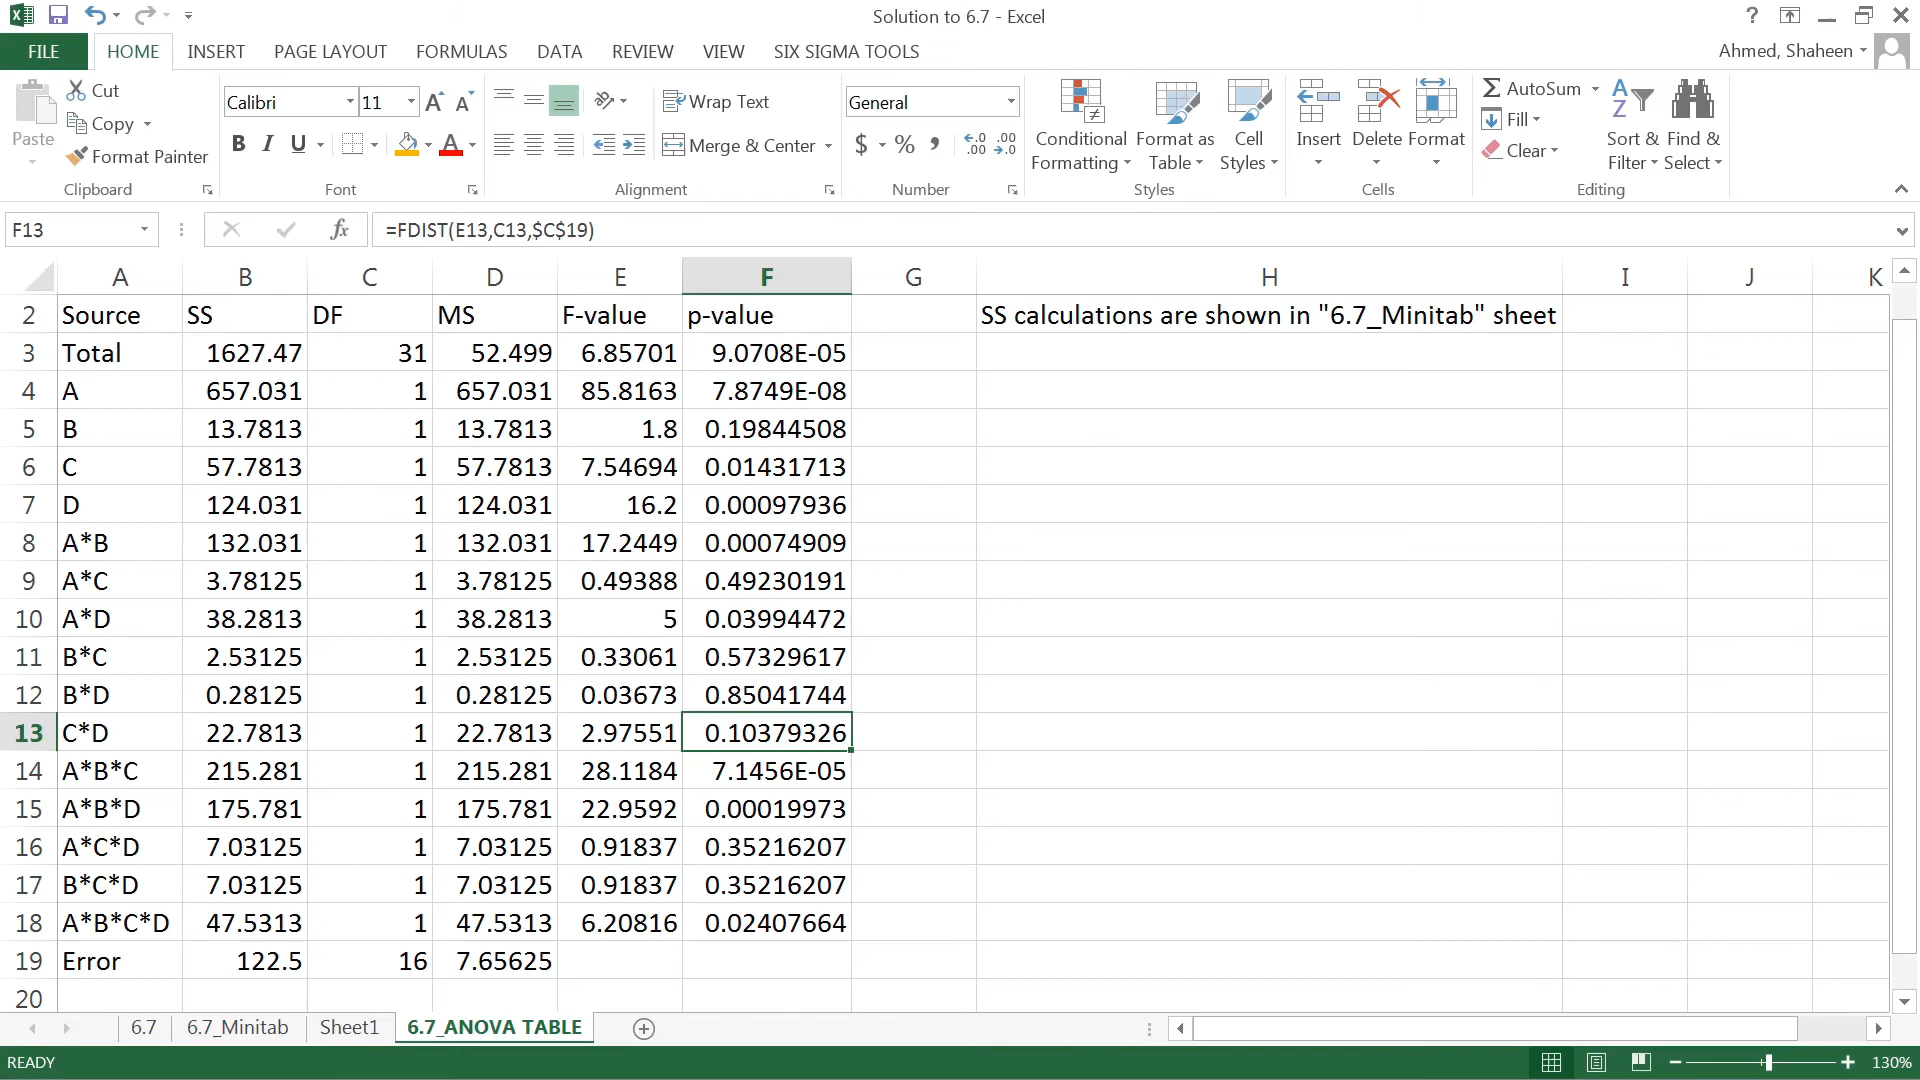 Solution to 6.7 - Excel
?
FILE HOME INSERT PAGE LAYOUT FORMULAS DATA REVIEW VIEW SIX SIGMA TOOLS Ahmed, Shaheen
Paste Cut Copy Format Painter
Calibri 11 A A
B I U A
Wrap Text
Merge & Center
General
$ % , .0 .00 .00 .0
Conditional Formatting
Format as Table
Cell Styles
Insert Delete Format
AutoSum
Fill
Clear
Sort & Filter
Find & Select
Clipboard Font Alignment Number Styles Cells Editing
F13 fx =FDIST(E13,C13,$C$19)
A B C D E F G H I J K
2 Source SS DF MS F-value p-value SS calculations are shown in "6.7_Minitab" sheet
3 Total 1627.47 31 52.499 6.85701 9.0708E-05
4 A 657.031 1 657.031 85.8163 7.8749E-08
5 B 13.7813 1 13.7813 1.8 0.19844508
6 C 57.7813 1 57.7813 7.54694 0.01431713
7 D 124.031 1 124.031 16.2 0.00097936
8 A*B 132.031 1 132.031 17.2449 0.00074909
9 A*C 3.78125 1 3.78125 0.49388 0.49230191
10 A*D 38.2813 1 38.2813 5 0.03994472
11 B*C 2.53125 1 2.53125 0.33061 0.57329617
12 B*D 0.28125 1 0.28125 0.03673 0.85041744
13 C*D 22.7813 1 22.7813 2.97551 0.10379326
14 A*B*C 215.281 1 215.281 28.1184 7.1456E-05
15 A*B*D 175.781 1 175.781 22.9592 0.00019973
16 A*C*D 7.03125 1 7.03125 0.91837 0.35216207
17 B*C*D 7.03125 1 7.03125 0.91837 0.35216207
18 A*B*C*D 47.5313 1 47.5313 6.20816 0.02407664
19 Error 122.5 16 7.65625
20
6.7 6.7_Minitab Sheet1 6.7_ANOVA TABLE
READY 130%